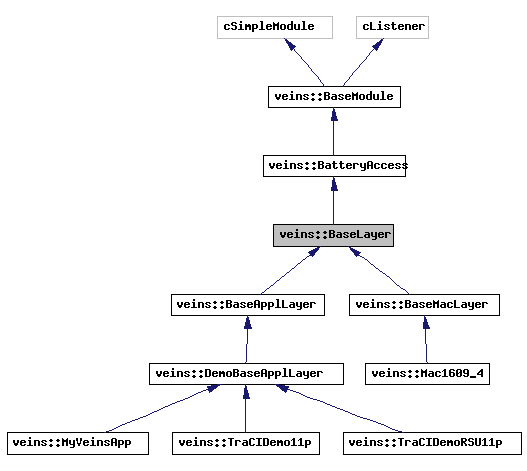 cSimpleModule
cListener
veins::BaseModule
veins::BatteryAccess
veins::BaseLayer
veins::BaseApplLayer
veins::BaseMacLayer
veins::DemoBaseApplLayer
veins::Mac1609_4
veins::MyVeinsApp
veins::TraCIDemo11p
veins::TraCIDemoRSU11p